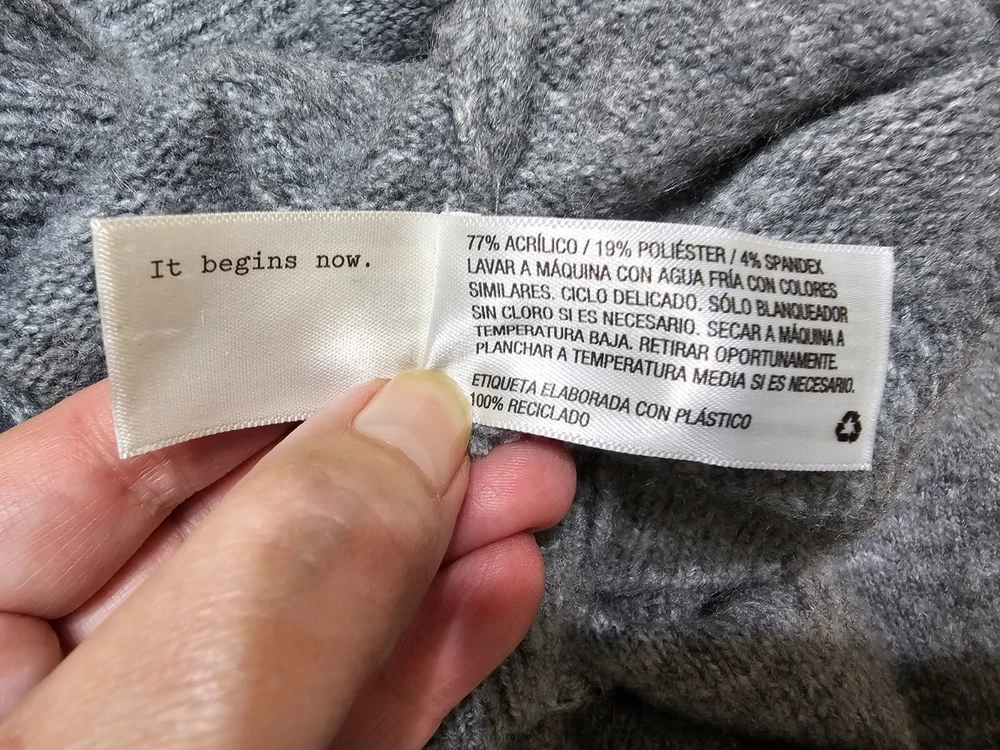 It begins now.
77% ACRÍLICO / 19% POLIÉSTER / 4% SPANDEX
LAVAR A MÁQUINA CON AGUA FRÍA CON COLORES
SIMILARES. CICLO DELICADO. SÓLO BLANQUEADOR
SIN CLORO SI ES NECESARIO. SECAR A MÁQUINA A
TEMPERATURA BAJA. RETIRAR OPORTUNAMENTE.
PLANCHAR A TEMPERATURA MEDIA SI ES NECESARIO.
ETIQUETA ELABORADA CON PLÁSTICO
100% RECICLADO